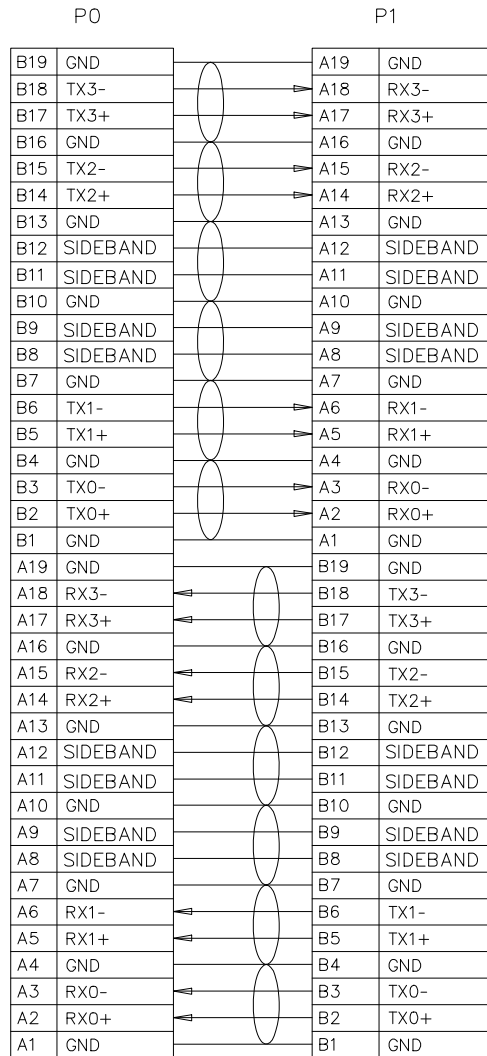 P0 P1
B19 GND A19 GND
B18 TX3- A18 RX3-
B17 TX3+ A17 RX3+
B16 GND A16 GND
B15 TX2- A15 RX2-
B14 TX2+ A14 RX2+
B13 GND A13 GND
B12 SIDEBAND A12 SIDEBAND
B11 SIDEBAND A11 SIDEBAND
B10 GND A10 GND
B9 SIDEBAND A9 SIDEBAND
B8 SIDEBAND A8 SIDEBAND
B7 GND A7 GND
B6 TX1- A6 RX1-
B5 TX1+ A5 RX1+
B4 GND A4 GND
B3 TX0- A3 RX0-
B2 TX0+ A2 RX0+
B1 GND A1 GND
A19 GND B19 GND
A18 RX3- B18 TX3-
A17 RX3+ B17 TX3+
A16 GND B16 GND
A15 RX2- B15 TX2-
A14 RX2+ B14 TX2+
A13 GND B13 GND
A12 SIDEBAND B12 SIDEBAND
A11 SIDEBAND B11 SIDEBAND
A10 GND B10 GND
A9 SIDEBAND B9 SIDEBAND
A8 SIDEBAND B8 SIDEBAND
A7 GND B7 GND
A6 RX1- B6 TX1-
A5 RX1+ B5 TX1+
A4 GND B4 GND
A3 RX0- B3 TX0-
A2 RX0+ B2 TX0+
A1 GND B1 GND